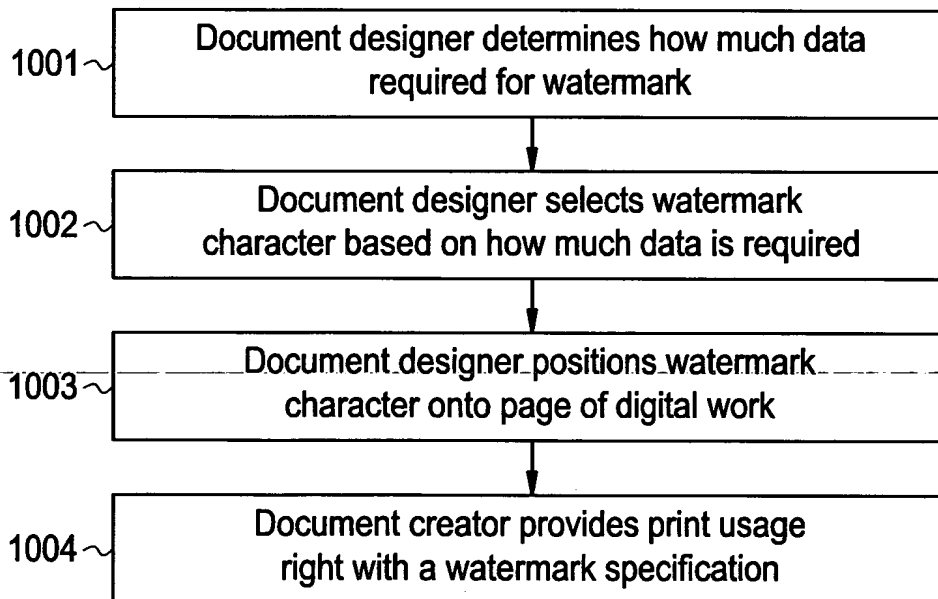 1001
Document designer determines how much data
required for watermark
1002
Document designer selects watermark
character based on how much data is required
1003
Document designer positions watermark
character onto page of digital work
1004
Document creator provides print usage
right with a watermark specification